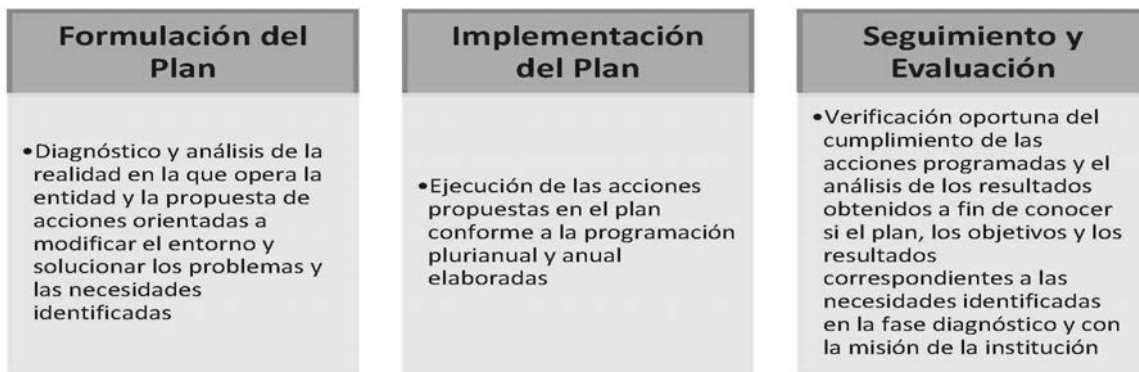 Formulación del
Plan
•Diagnóstico y análisis de la
realidad en la que opera la
entidad y la propuesta de
acciones orientadas a
modificar el entorno y
solucionar los problemas y
las necesidades
identificadas
Implementación
del Plan
•Ejecución de las acciones
propuestas en el plan
conforme a la programación
plurianual y anual
elaboradas
Seguimiento y
Evaluación
•Verificación oportuna del
cumplimiento de las
acciones programadas y el
análisis de los resultados
obtenidos a fin de conocer
si el plan, los objetivos y los
resultados
correspondientes a las
necesidades identificadas
en la fase diagnóstico y con
la misión de la institución